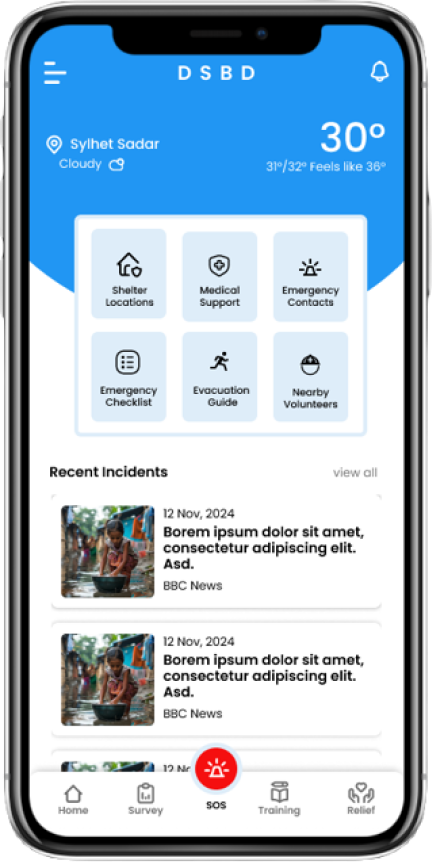 DSBD
Sylhet Sadar
Cloudy
30°
31°/32° Feels like 36°
Shelter
Locations
Medical
Support
Emergency
Contacts
Emergency
Checklist
Evacuation
Guide
Nearby
Volunteers
Recent Incidents
view all
12 Nov, 2024
Borem ipsum dolor sit amet,
consectetur adipiscing elit.
Asd.
BBC News
12 Nov, 2024
Borem ipsum dolor sit amet,
consectetur adipiscing elit.
Asd.
BBC News
12
Home
Survey
SOS
Training
Relief